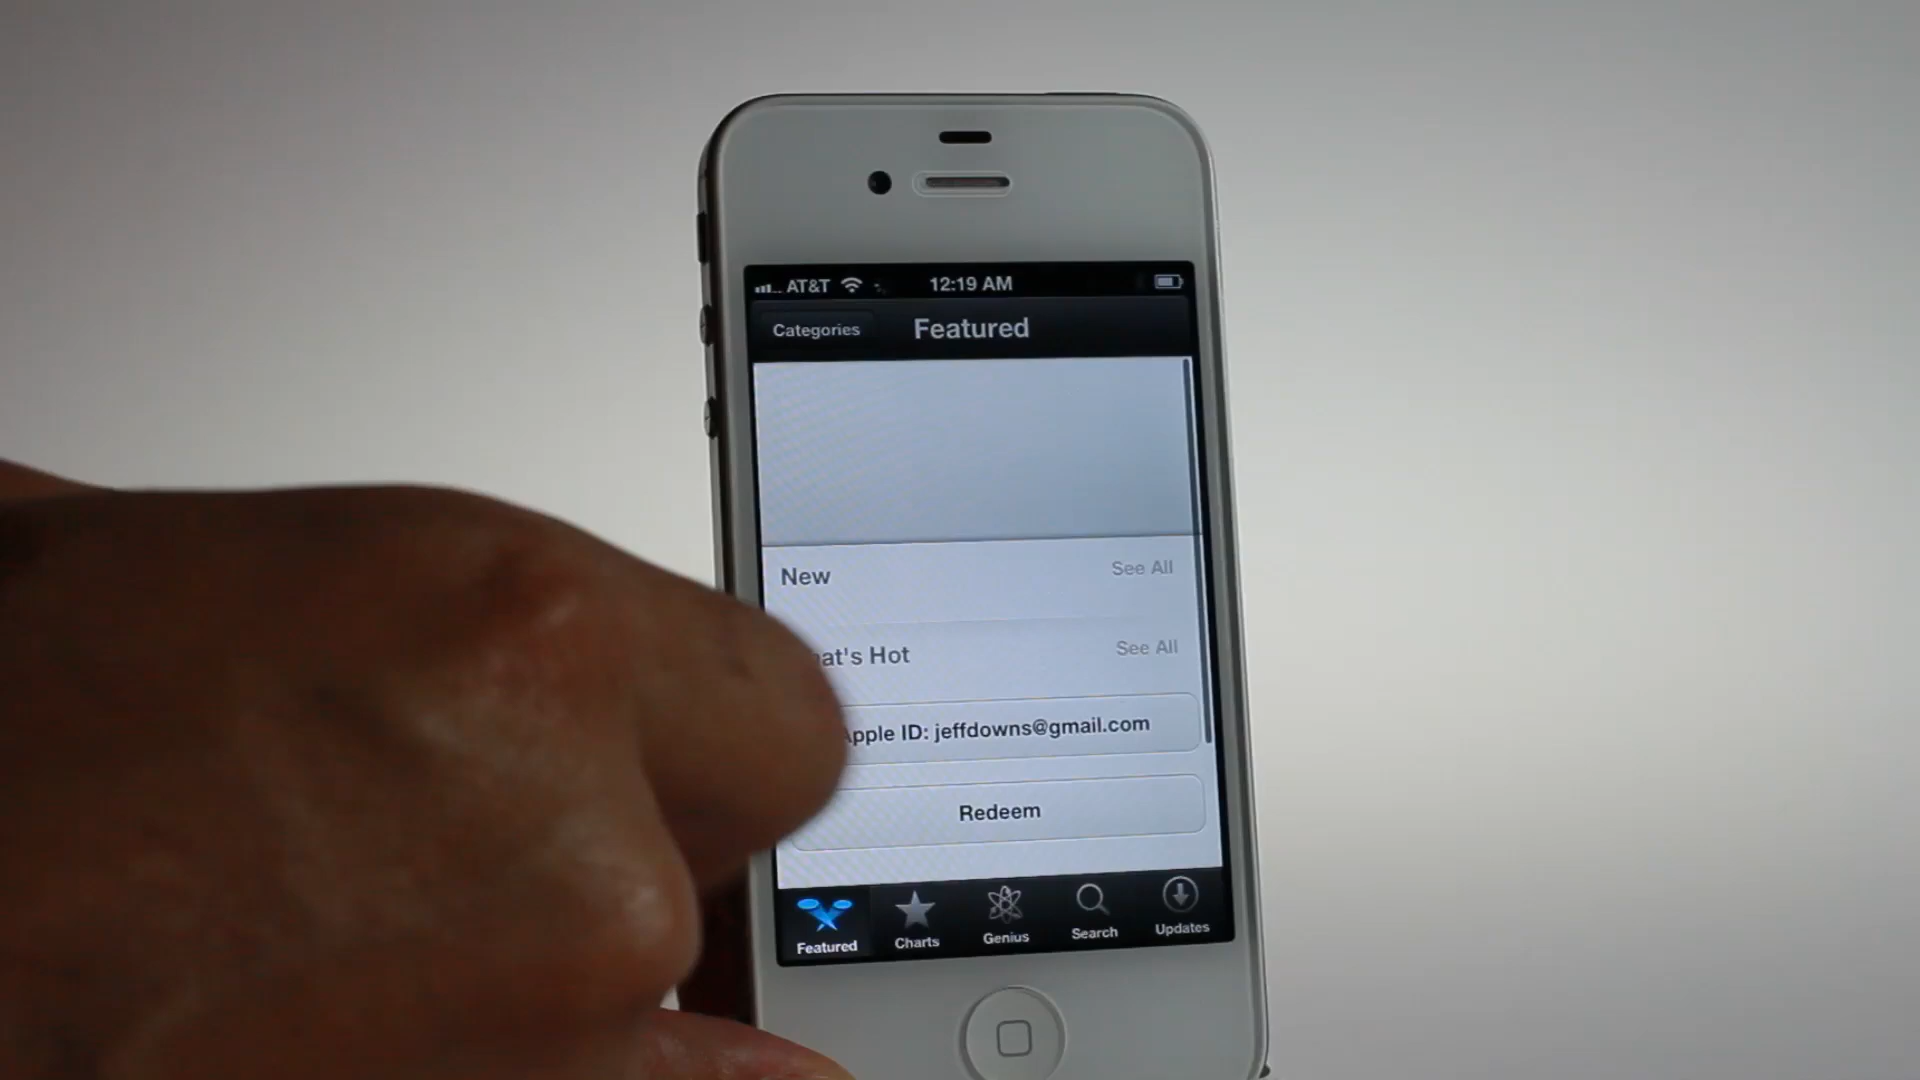 AT&T 12:19 AM
Categories Featured
New See All
at's Hot See All
Apple ID: jeffdowns@gmail.com
Redeem
Featured Charts Genius Search Updates